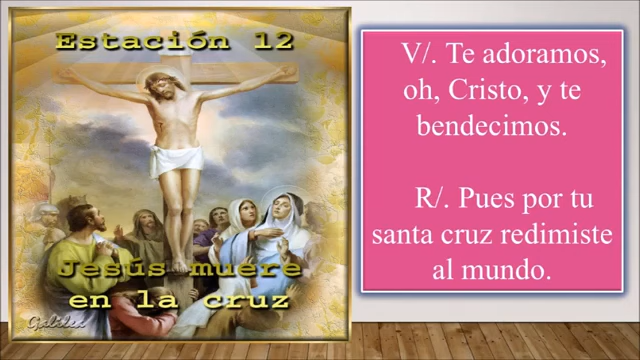 Estación 12
Jesús muere
en la cruz
Galilea
V/. Te adoramos,
oh, Cristo, y te
bendecimos.
R/. Pues por tu
santa cruz redimiste
al mundo.